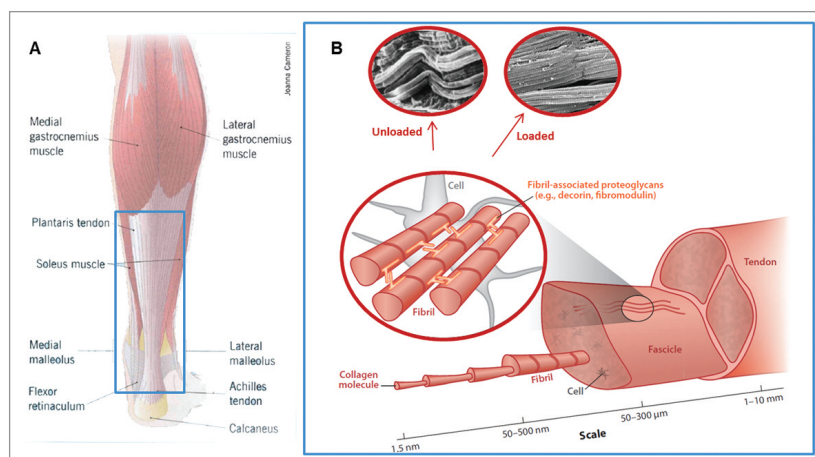 A
Joanna Cameron
Medial
gastrocnemius
muscle
Lateral
gastrocnemius
muscle
Plantaris tendon
Soleus muscle
Medial
malleolus
Lateral
malleolus
Flexor
retinaculum
Achilles
tendon
Calcaneus
B
Unloaded
Loaded
Cell
Fibril-associated proteoglycans
(e.g., decorin, fibromodulin)
Fibril
Tendon
Fascicle
Collagen
molecule
Fibril
Cell
1.5 nm
50–500 nm
50–300 µm
1–10 mm
Scale